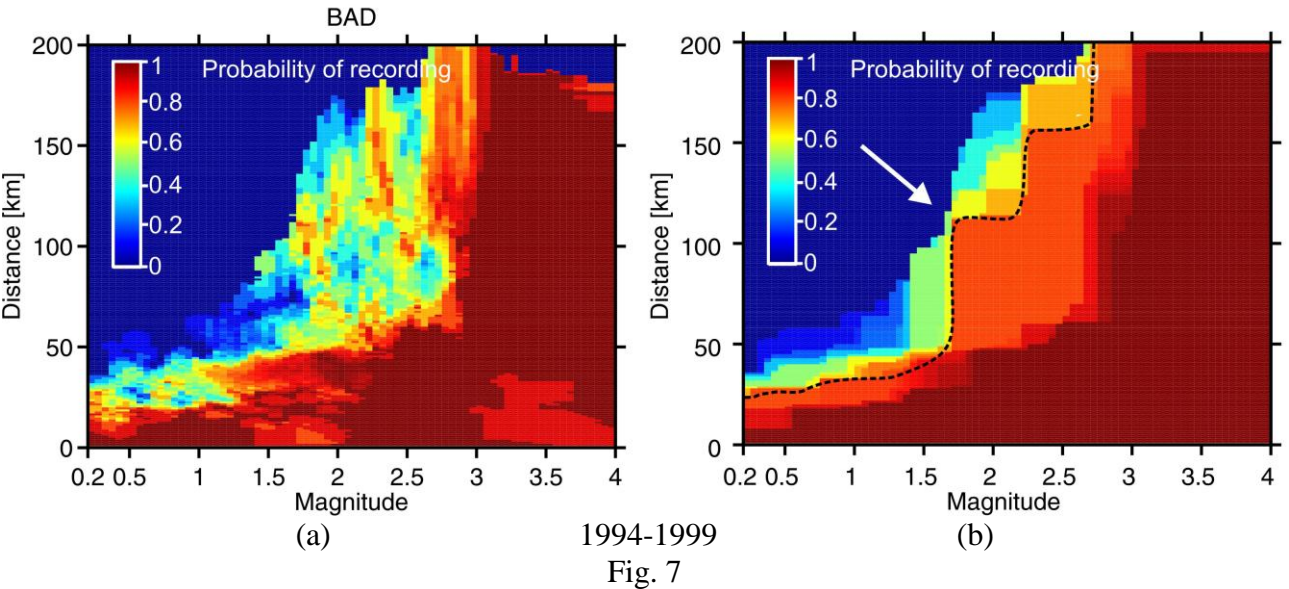 BAD
200
150
100
50
0
Distance [km]
Probability of recording
1
0.8
0.6
0.4
0.2
0
0.2 0.5 1 1.5 2 2.5 3 3.5 4
Magnitude
(a)
200
150
100
50
0
Distance [km]
Probability of recording
1
0.8
0.6
0.4
0.2
0
0.2 0.5 1 1.5 2 2.5 3 3.5 4
Magnitude
(b)
1994-1999
Fig. 7